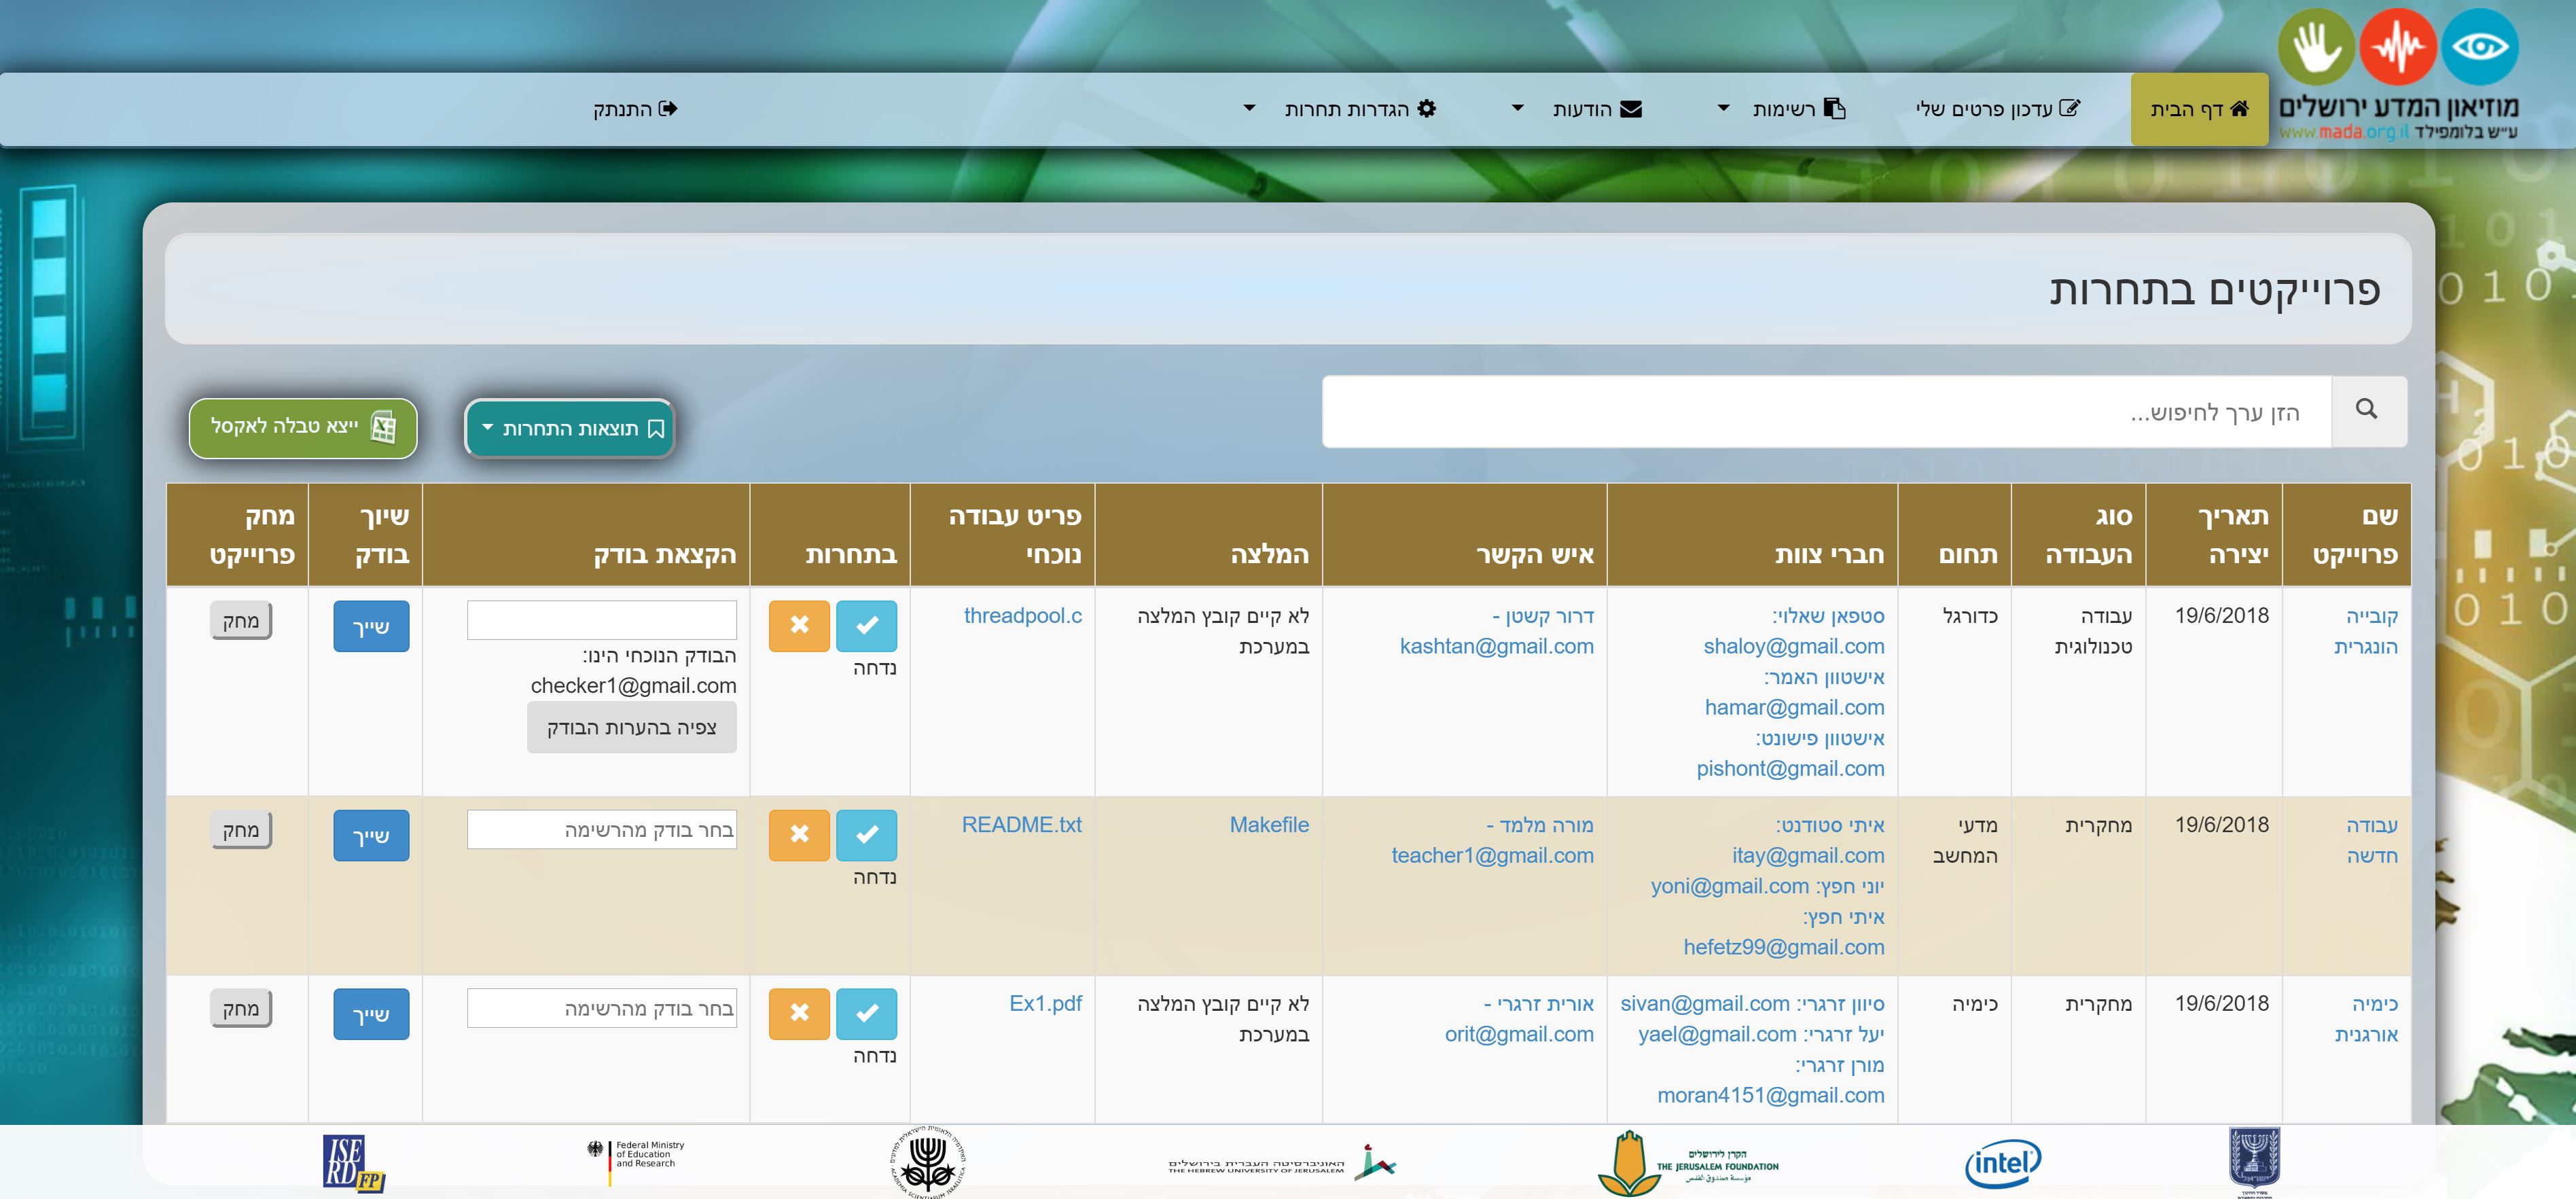 מוזיאון המדע ירושלים
ע״ש בלומפילד www.mada.org.il
דף הבית
עדכון פרטים שלי
רשימות
הודעות
הגדרות תחרות
התנתק
פרוייקטים בתחרות
הזן ערך לחיפוש...
תוצאות התחרות
ייצא טבלה לאקסל
שם פרוייקט
תאריך יצירה
סוג העבודה
תחום
חברי צוות
איש הקשר
המלצה
פריט עבודה נוכחי
בתחרות
הקצאת בודק
שיוך בודק
מחק פרוייקט
קובייה
הונגרית
19/6/2018
עבודה
טכנולוגית
כדורגל
סטפאן שאלוי:
shaloy@gmail.com
אישטוון האמר:
hamar@gmail.com
אישטוון פישונט:
pishont@gmail.com
דרור קשטן -
kashtan@gmail.com
לא קיים קובץ המלצה
במערכת
threadpool.c
נדחה
הבודק הנוכחי הינו:
checker1@gmail.com
צפיה בהערות הבודק
שייך
מחק
עבודה
חדשה
19/6/2018
מחקרית
מדעי
המחשב
איתי סטודנט:
itay@gmail.com
יוני חפץ: yoni@gmail.com
איתי חפץ:
hefetz99@gmail.com
מורה מלמד -
teacher1@gmail.com
Makefile
README.txt
נדחה
בחר בודק מהרשימה
שייך
מחק
כימיה
אורגנית
19/6/2018
מחקרית
כימיה
סיוון זרגרי: sivan@gmail.com
יעל זרגרי: yael@gmail.com
מורן זרגרי:
moran4151@gmail.com
אורית זרגרי -
orit@gmail.com
לא קיים קובץ המלצה
במערכת
Ex1.pdf
נדחה
בחר בודק מהרשימה
שייך
מחק
intel
הקרן לירושלים
THE JERUSALEM FOUNDATION
مؤسسة صندوق القدس
האוניברסיטה העברית בירושלים
THE HEBREW UNIVERSITY OF JERUSALEM
Federal Ministry
of Education
and Research
ISE
RD
FP